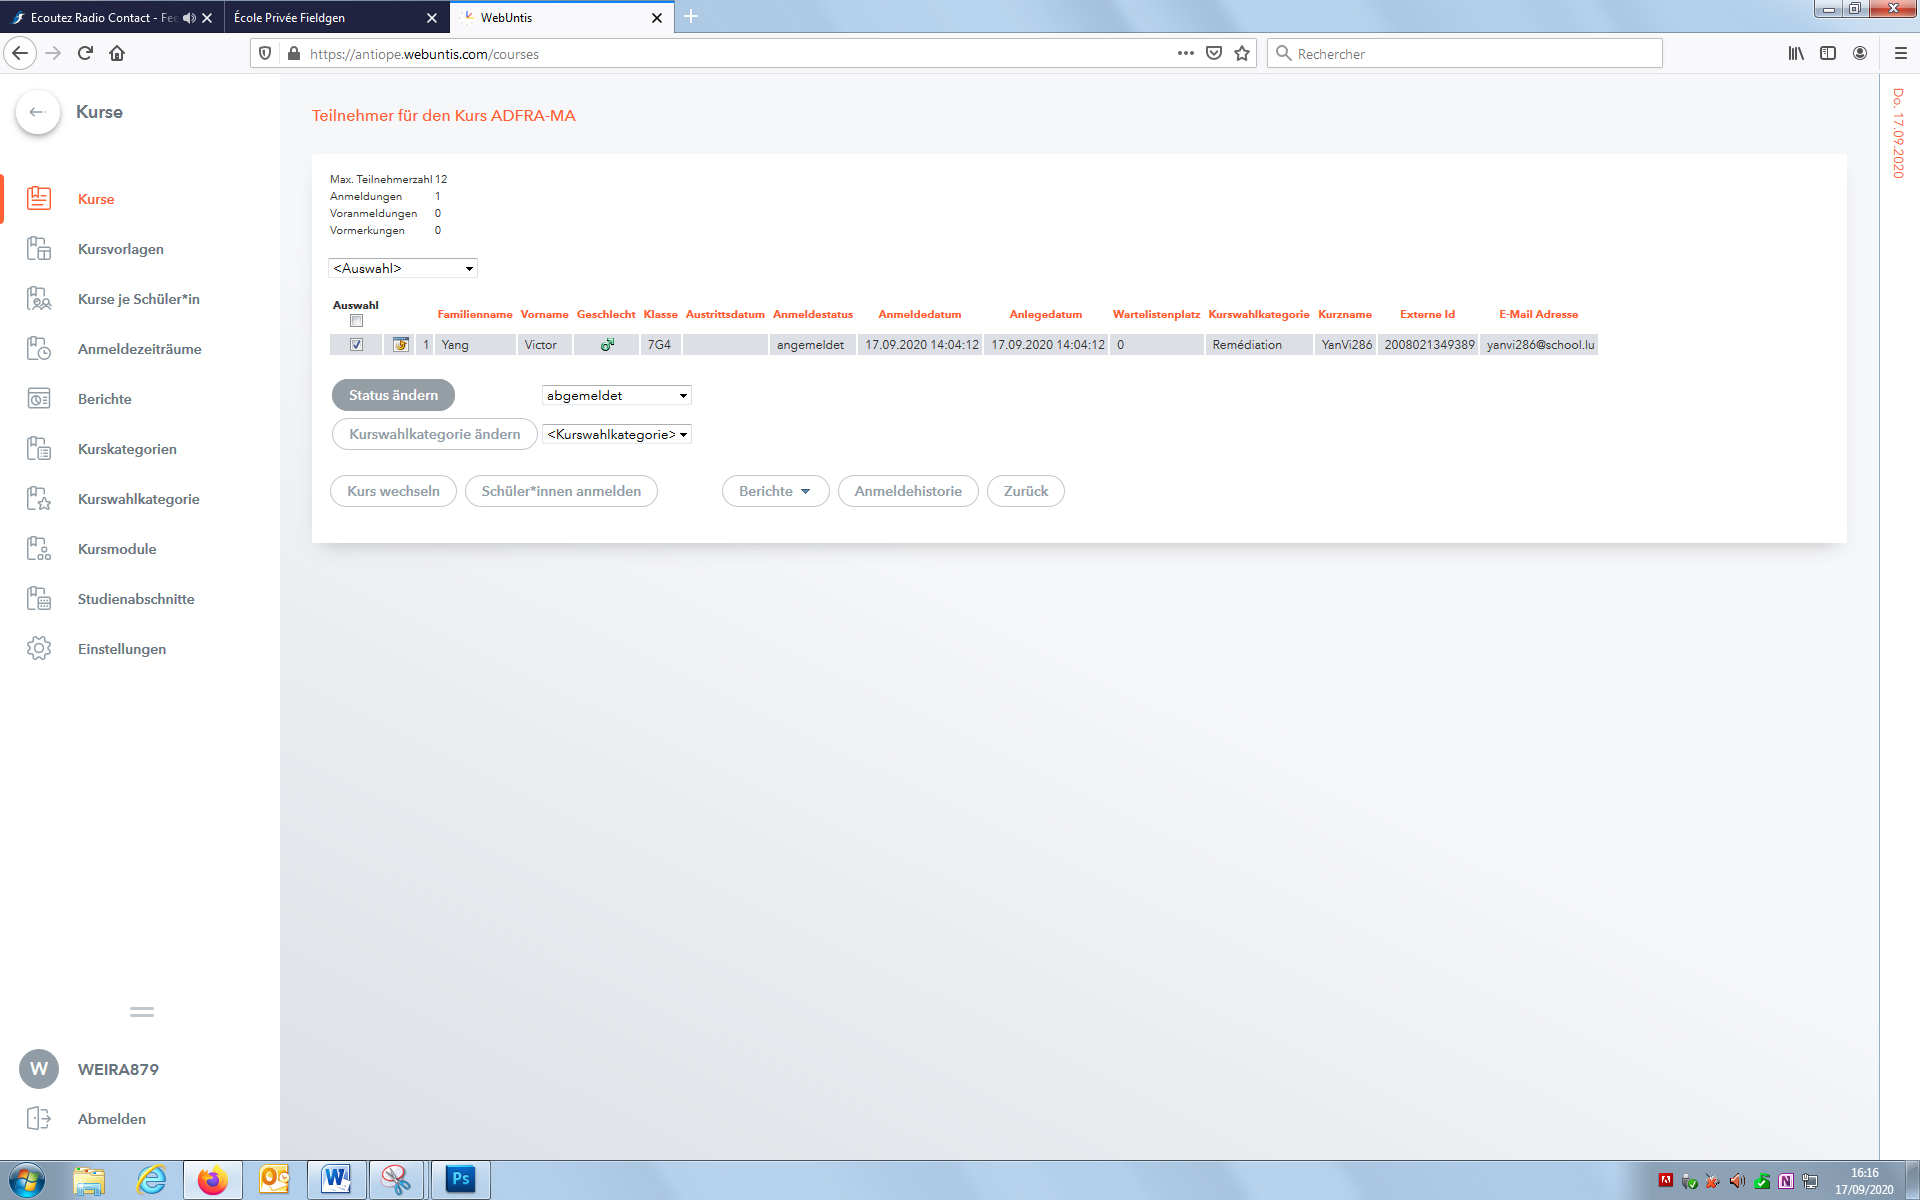 Ecoutez Radio Contact - Fee
École Privée Fieldgen
WebUntis
https://antiope.webuntis.com/courses
Rechercher
Kurse
Kurse
Kursvorlagen
Kurse je Schüler*in
Anmeldezeiträume
Berichte
Kurskategorien
Kurswahlkategorie
Kursmodule
Studienabschnitte
Einstellungen
W WEIRA879
Abmelden
Teilnehmer für den Kurs ADFRA-MA
Max. Teilnehmerzahl 12
Anmeldungen 1
Voranmeldungen 0
Vormerkungen 0
<Auswahl>
Auswahl Familienname Vorname Geschlecht Klasse Austrittsdatum Anmeldestatus Anmeldedatum Anlegedatum Wartelistenplatz Kurswahlkategorie Kurzname Externe Id E-Mail Adresse
1 Yang Victor 7G4 angemeldet 17.09.2020 14:04:12 17.09.2020 14:04:12 0 Remédiation YanVi286 2008021349389 yanvi286@school.lu
Status ändern abgemeldet
Kurswahlkategorie ändern <Kurswahlkategorie>
Kurs wechseln Schüler*innen anmelden Berichte Anmeldehistorie Zurück
Do. 17.09.2020
W Ps
N
16:16
17/09/2020